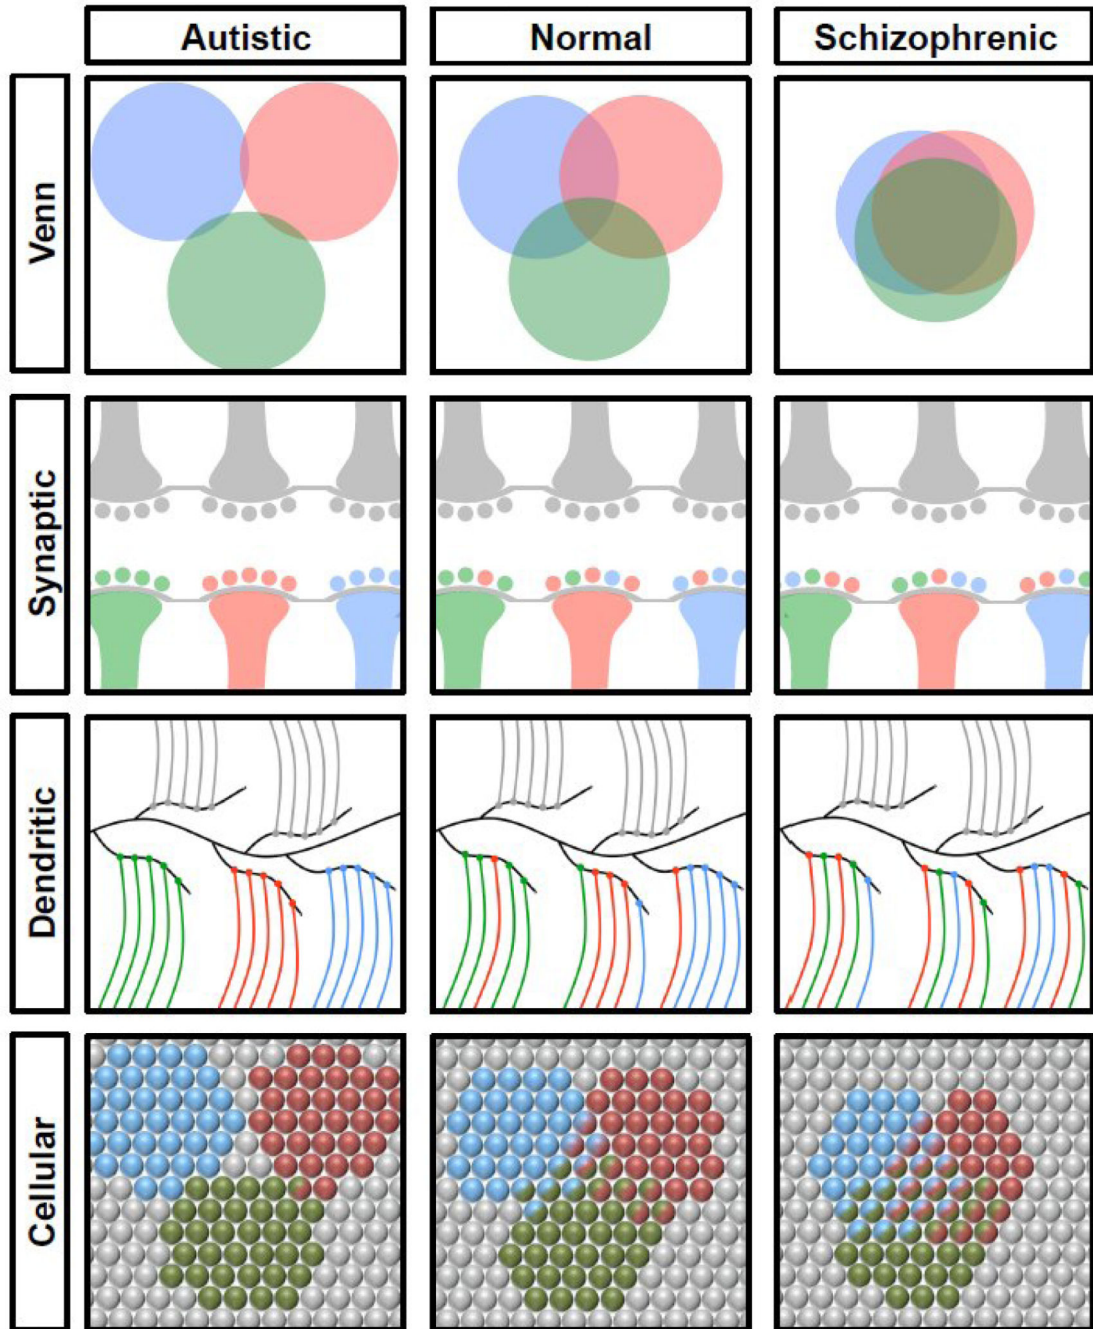 Autistic
Normal
Schizophrenic
Venn
Synaptic
Dendritic
Cellular